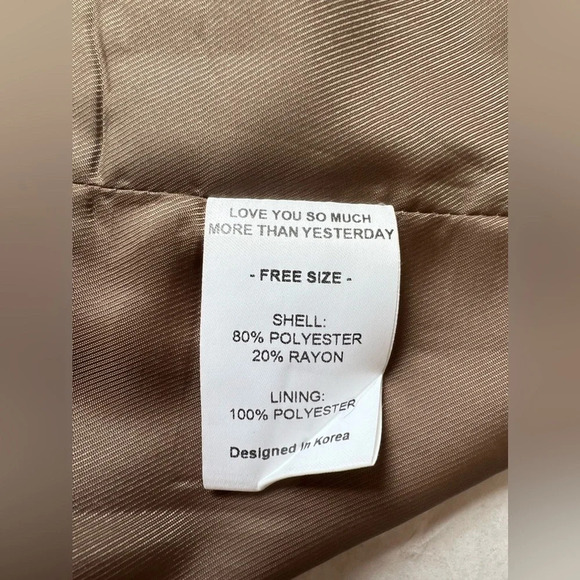 LOVE YOU SO MUCH
MORE THAN YESTERDAY
- FREE SIZE -
SHELL:
80% POLYESTER
20% RAYON
LINING:
100% POLYESTER
Designed in Korea